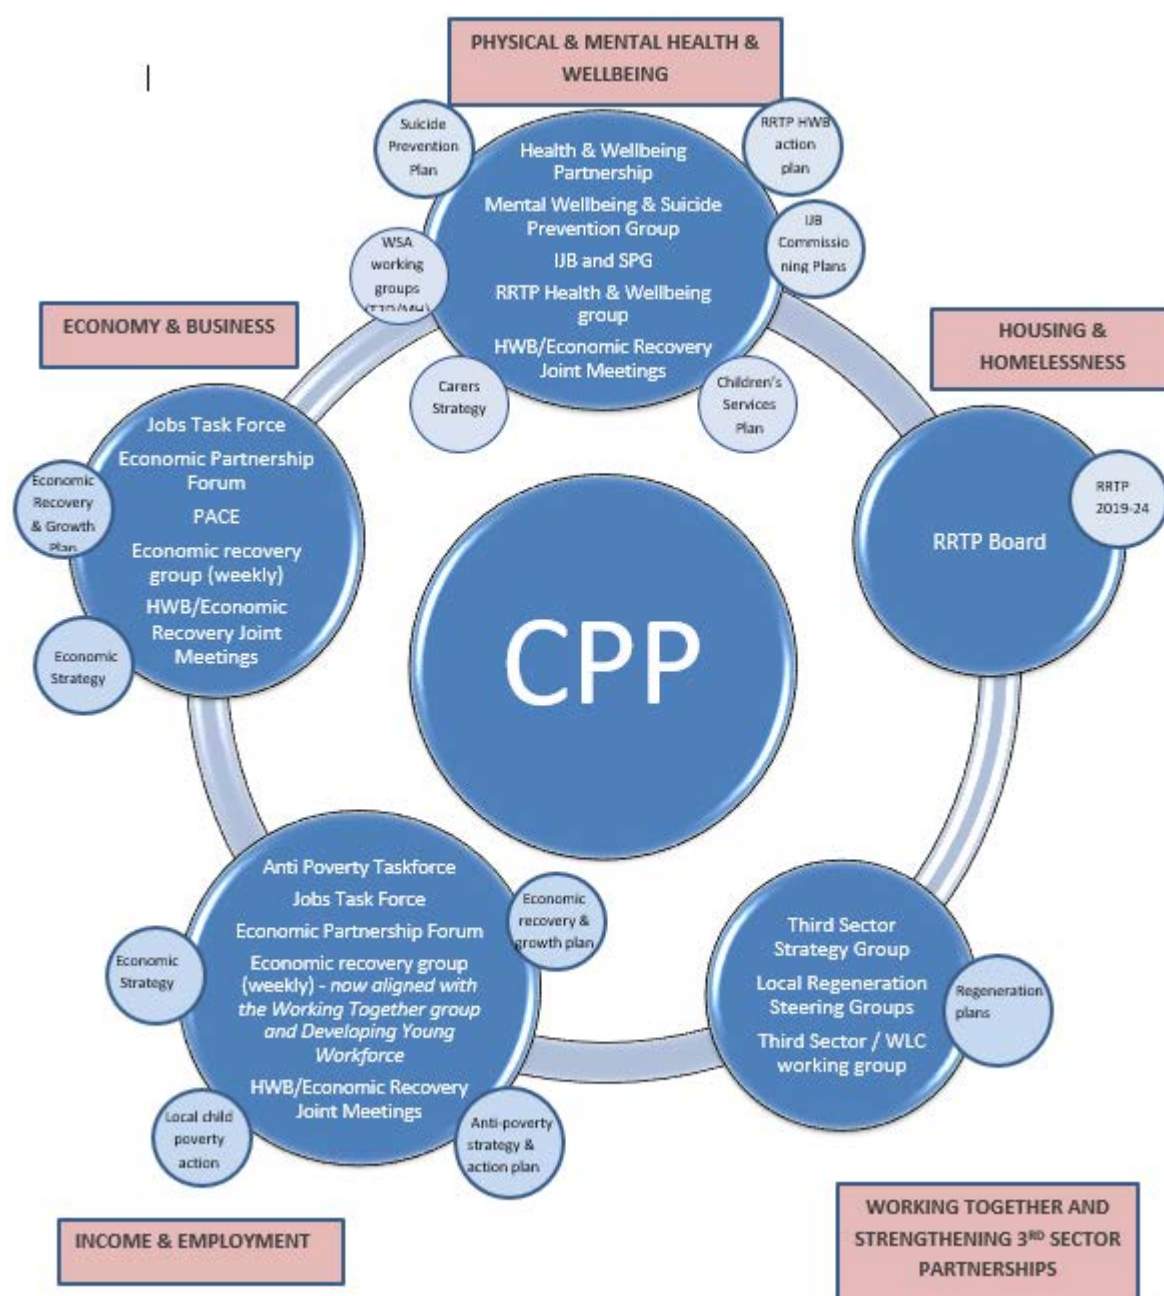 PHYSICAL & MENTAL HEALTH &
WELLBEING
Suicide
Prevention
Plan
RRTP HWB
action
plan
Health & Wellbeing
Partnership
Mental Wellbeing & Suicide
Prevention Group
IJB and SPG
RRTP Health & Wellbeing
group
HWB/Economic Recovery
Joint Meetings
WSA
working
groups
IJB
Commissio
ning Plans
Carers
Strategy
Children's
Services
Plan
ECONOMY & BUSINESS
Jobs Task Force
Economic Partnership
Forum
PACE
Economic recovery
group (weekly)
HWB/Economic
Recovery Joint
Meetings
Economic
Recovery
& Growth
Plan
Economic
Strategy
HOUSING &
HOMELESSNESS
RRTP Board
RRTP
2019-24
CPP
Anti Poverty Taskforce
Jobs Task Force
Economic Partnership Forum
Economic recovery group
(weekly) - now aligned with
the Working Together group
and Developing Young
Workforce
HWB/Economic Recovery
Joint Meetings
Economic
recovery &
growth plan
Economic
Strategy
Local child
poverty
action
Anti-poverty
strategy &
action plan
INCOME & EMPLOYMENT
Third Sector
Strategy Group
Local Regeneration
Steering Groups
Third Sector / WLC
working group
Regeneration
plans
WORKING TOGETHER AND
STRENGTHENING 3RD SECTOR
PARTNERSHIPS